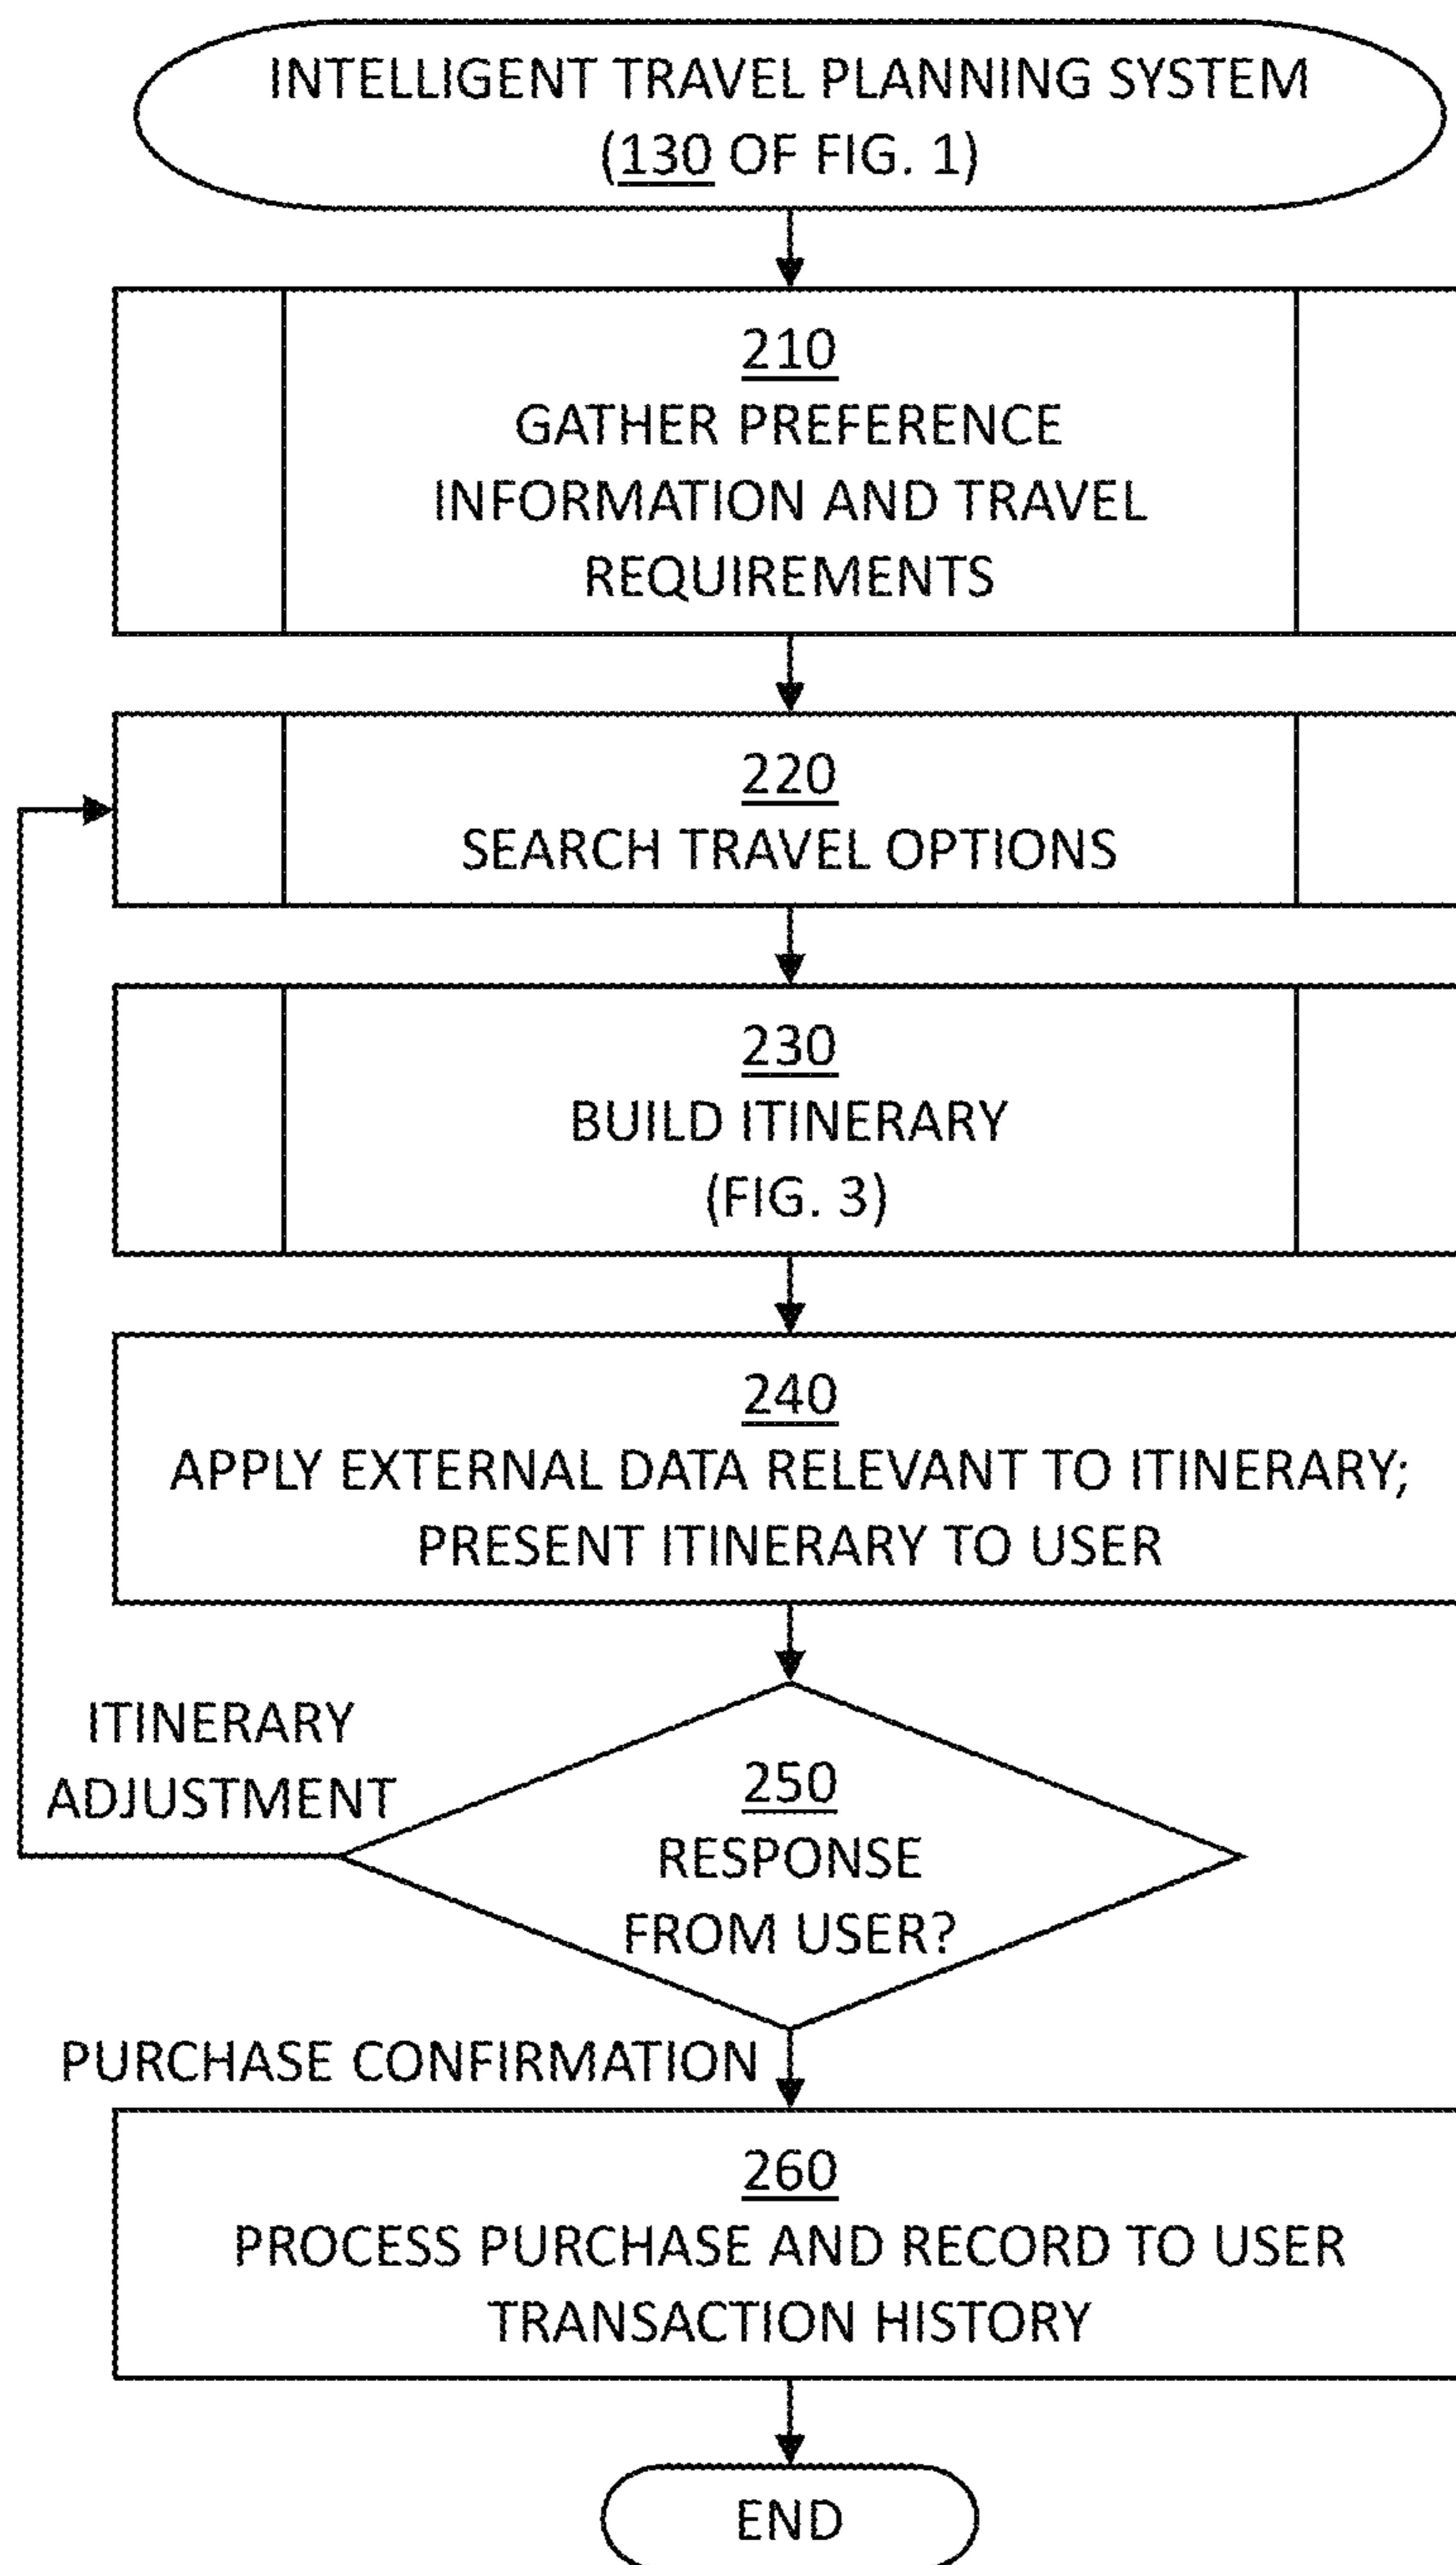 INTELLIGENT TRAVEL PLANNING SYSTEM
(130 OF FIG. 1)
210
GATHER PREFERENCE
INFORMATION AND TRAVEL
REQUIREMENTS
220
SEARCH TRAVEL OPTIONS
230
BUILD ITINERARY
(FIG. 3)
240
APPLY EXTERNAL DATA RELEVANT TO ITINERARY;
PRESENT ITINERARY TO USER
ITINERARY
ADJUSTMENT
250
RESPONSE
FROM USER?
PURCHASE CONFIRMATION
260
PROCESS PURCHASE AND RECORD TO USER
TRANSACTION HISTORY
END